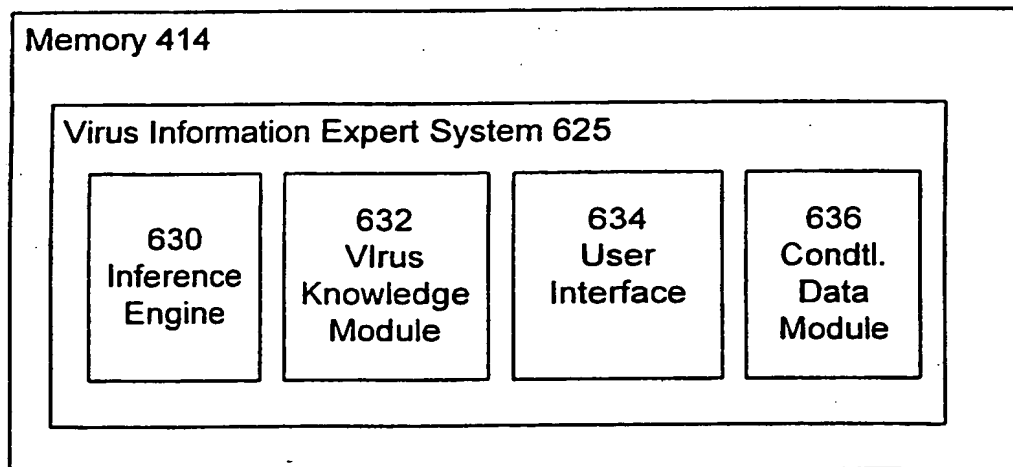 Memory 414
Virus Information Expert System 625
630
Inference
Engine
632
VIrus
Knowledge
Module
634
User
Interface
636
Condtl.
Data
Module